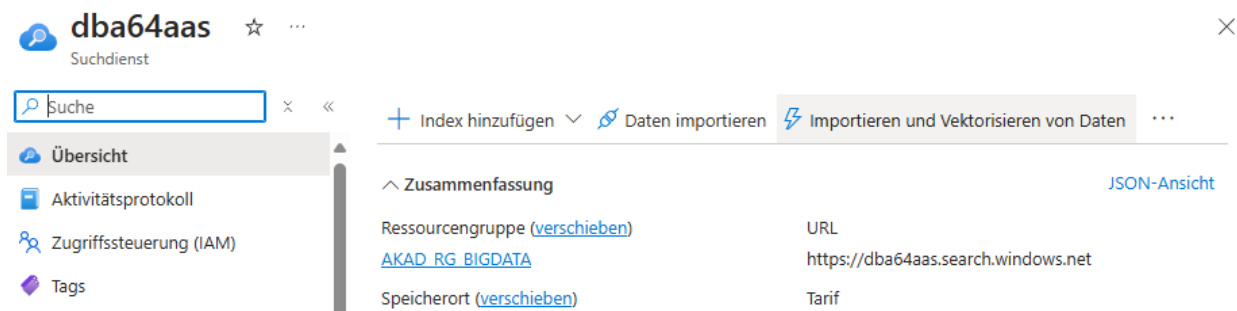 dba64aas
Suchdienst
Suche
Übersicht
Aktivitätsprotokoll
Zugriffssteuerung (IAM)
Tags
Index hinzufügen
Daten importieren
Importieren und Vektorisieren von Daten
Zusammenfassung
JSON-Ansicht
Ressourcengruppe (verschieben)
AKAD_RG_BIGDATA
Speicherort (verschieben)
URL
https://dba64aas.search.windows.net
Tarif